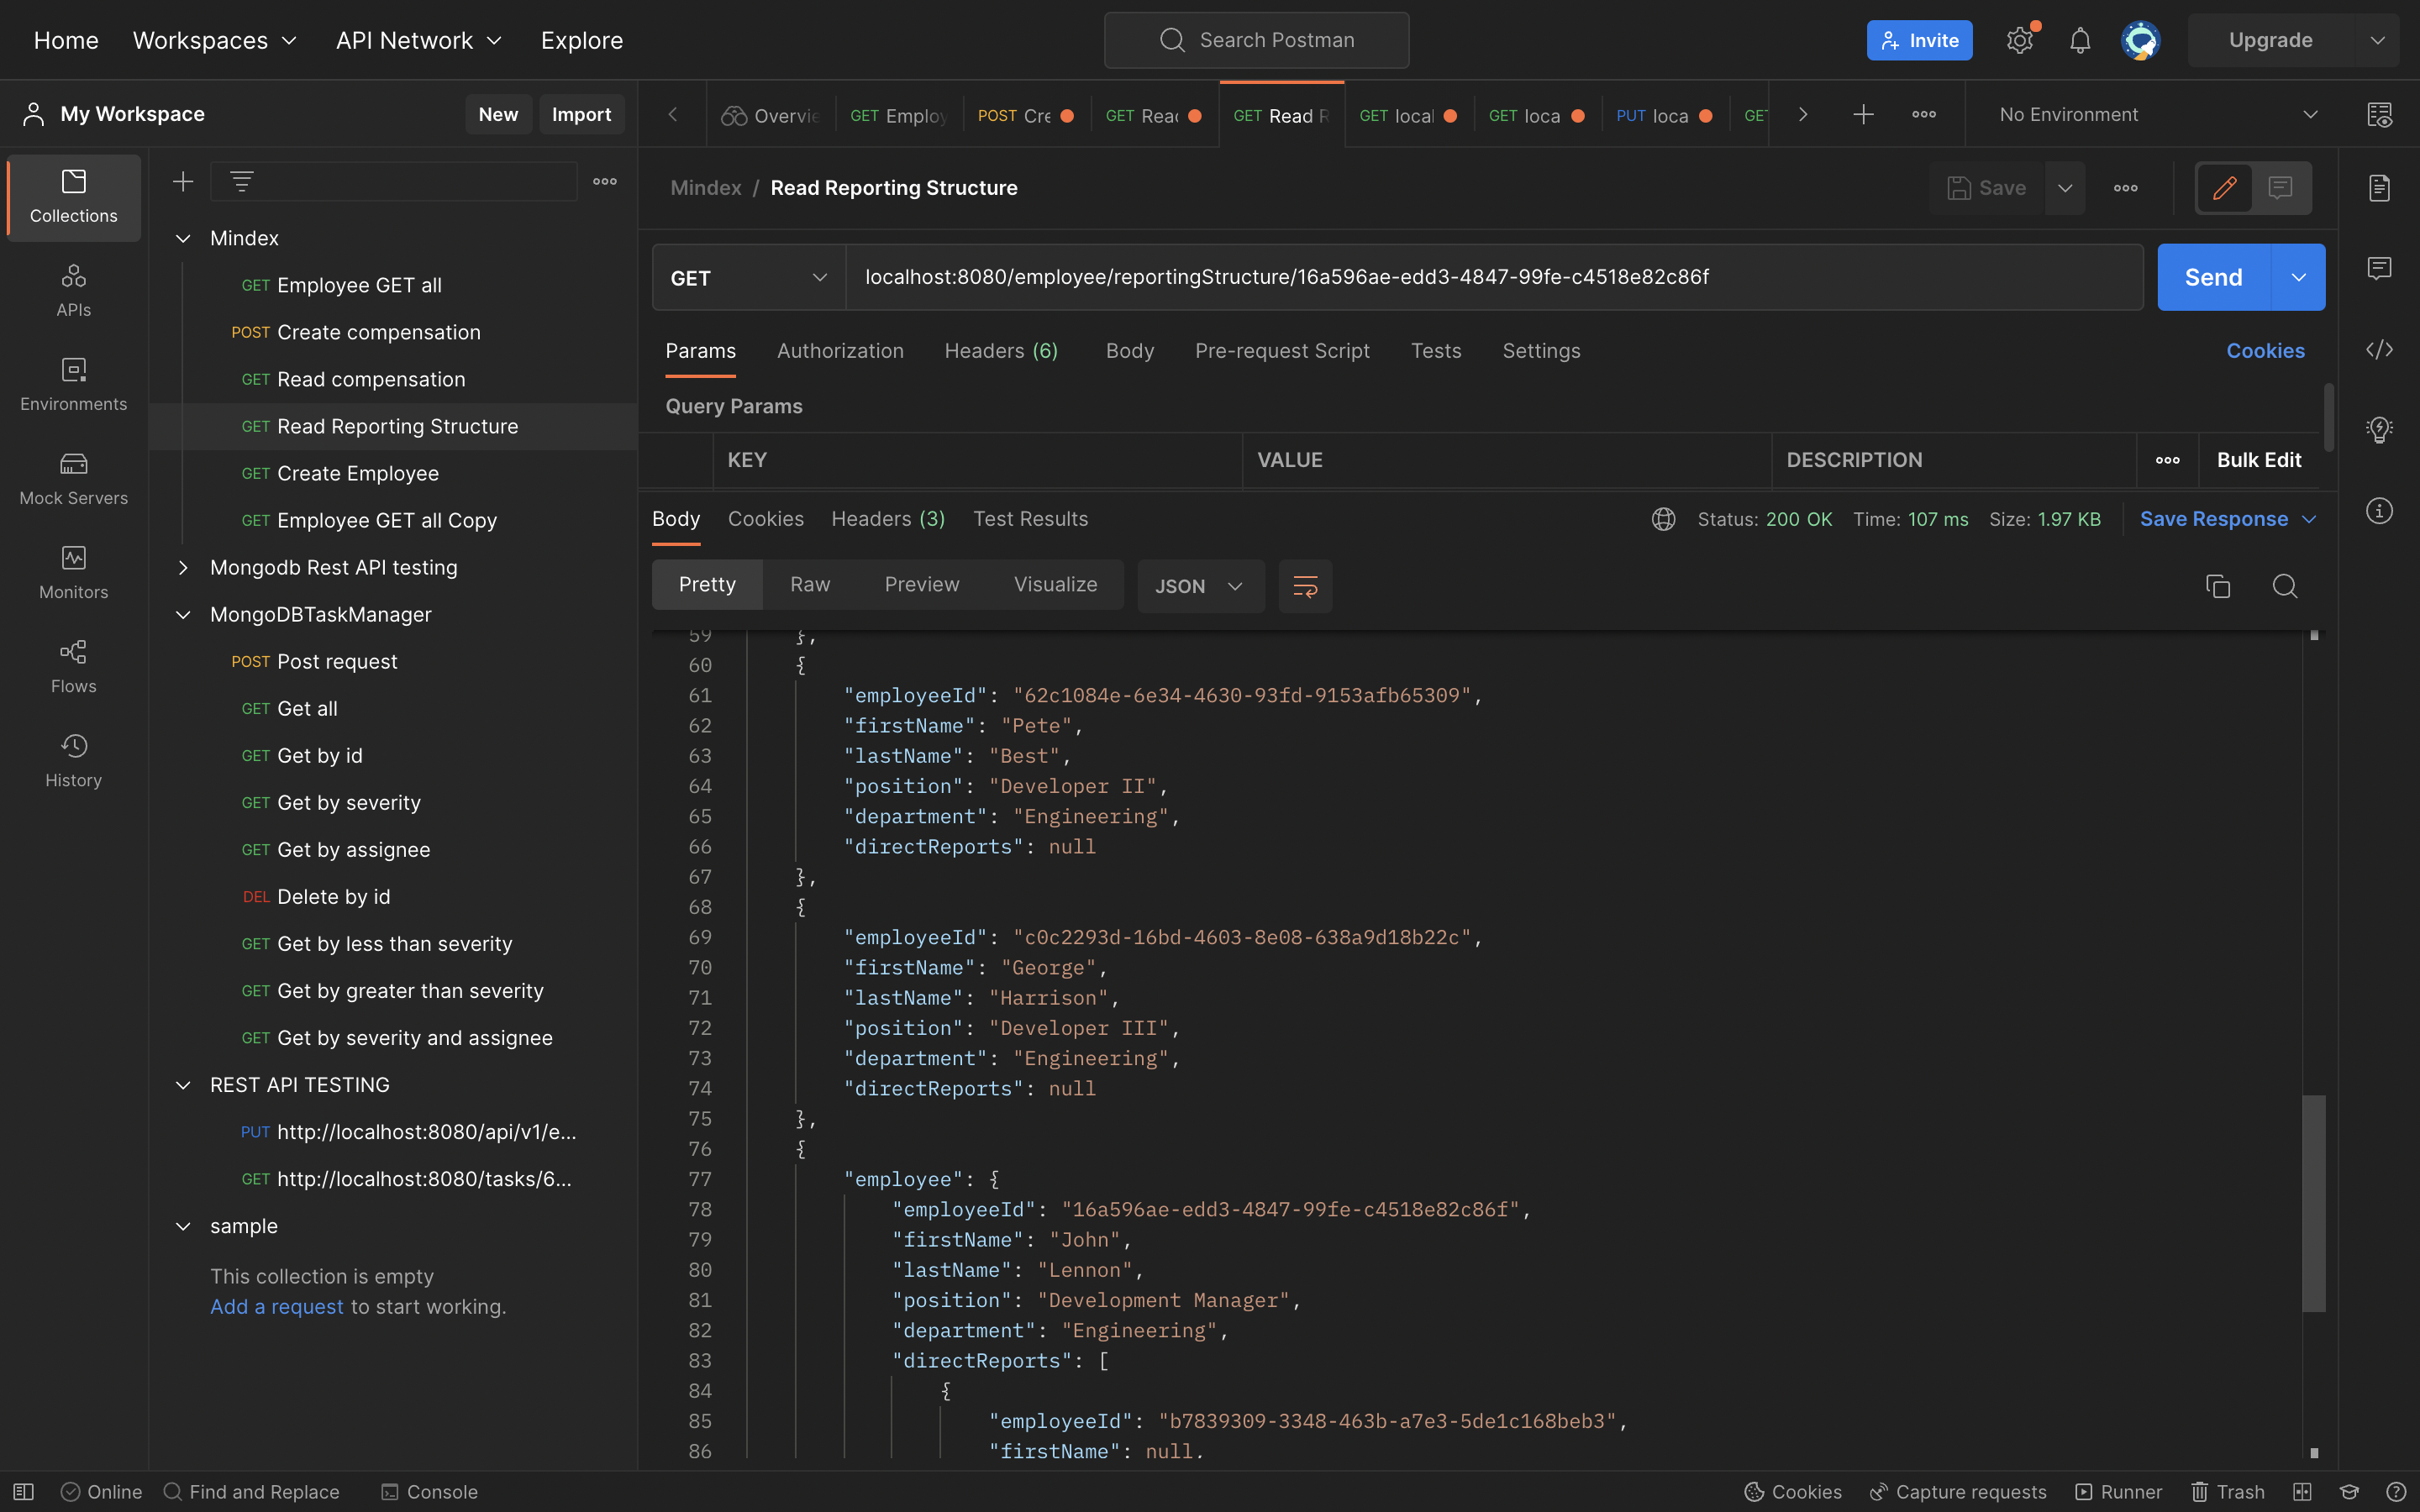 Home Workspaces API Network Explore Search Postman Invite Upgrade
My Workspace New Import
Overvie GET Employ POST Cre GET Read GET Read R GET local GET loca PUT loca GET No Environment
Collections
APIs
Environments
Mock Servers
Monitors
Flows
History
Mindex
GET Employee GET all
POST Create compensation
GET Read compensation
GET Read Reporting Structure
GET Create Employee
GET Employee GET all Copy
Mongodb Rest API testing
MongoDBTaskManager
POST Post request
GET Get all
GET Get by id
GET Get by severity
GET Get by assignee
DEL Delete by id
GET Get by less than severity
GET Get by greater than severity
GET Get by severity and assignee
REST API TESTING
PUT http://localhost:8080/api/v1/e...
GET http://localhost:8080/tasks/6...
sample
This collection is empty
Add a request to start working.
Mindex / Read Reporting Structure Save
GET localhost:8080/employee/reportingStructure/16a596ae-edd3-4847-99fe-c4518e82c86f Send
Params Authorization Headers (6) Body Pre-request Script Tests Settings Cookies
Query Params
KEY VALUE DESCRIPTION Bulk Edit
Body Cookies Headers (3) Test Results Status: 200 OK Time: 107 ms Size: 1.97 KB Save Response
Pretty Raw Preview Visualize JSON
59 },
60 {
61 "employeeId": "62c1084e-6e34-4630-93fd-9153afb65309",
62 "firstName": "Pete",
63 "lastName": "Best",
64 "position": "Developer II",
65 "department": "Engineering",
66 "directReports": null
67 },
68 {
69 "employeeId": "c0c2293d-16bd-4603-8e08-638a9d18b22c",
70 "firstName": "George",
71 "lastName": "Harrison",
72 "position": "Developer III",
73 "department": "Engineering",
74 "directReports": null
75 },
76 {
77 "employee": {
78 "employeeId": "16a596ae-edd3-4847-99fe-c4518e82c86f",
79 "firstName": "John",
80 "lastName": "Lennon",
81 "position": "Development Manager",
82 "department": "Engineering",
83 "directReports": [
84 {
85 "employeeId": "b7839309-3348-463b-a7e3-5de1c168beb3",
86 "firstName": null,
Online Find and Replace Console Cookies Capture requests Runner Trash